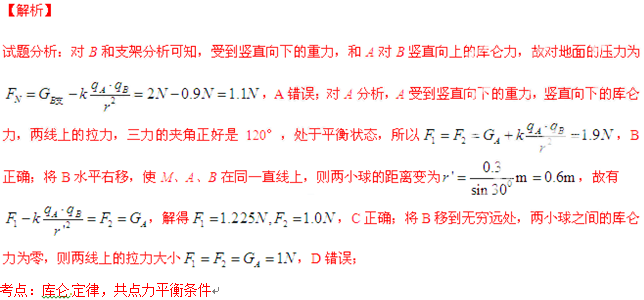 【解析】
试题分析：对 B 和支架分析可知，受到竖直向下的重力，和 A 对 B 竖直向上的库仑力，故对地面的压力为
F_N = G_{B支} - k\frac{q_A \cdot q_B}{r^2} = 2N - 0.9N = 1.1N，A 错误；对 A 分析，A 受到竖直向下的重力，竖直向下的库仑
力，两线上的拉力，三力的夹角正好是 120°，处于平衡状态，所以 F_1 = F_2 = G_A + k\frac{q_A \cdot q_B}{r^2} = 1.9N，B
正确；将 B 水平右移，使 M、A、B 在同一直线上，则两小球的距离变为 r' = \frac{0.3}{\sin 30^0} m = 0.6m，故有
F_1 - k\frac{q_A \cdot q_B}{r'^2} = F_2 = G_A，解得 F_1 = 1.225N, F_2 = 1.0N，C 正确；将 B 移到无穷远处，两小球之间的库仑
力为零，则两线上的拉力大小 F_1 = F_2 = G_A = 1N，D 错误；
考点：库仑定律，共点力平衡条件↵